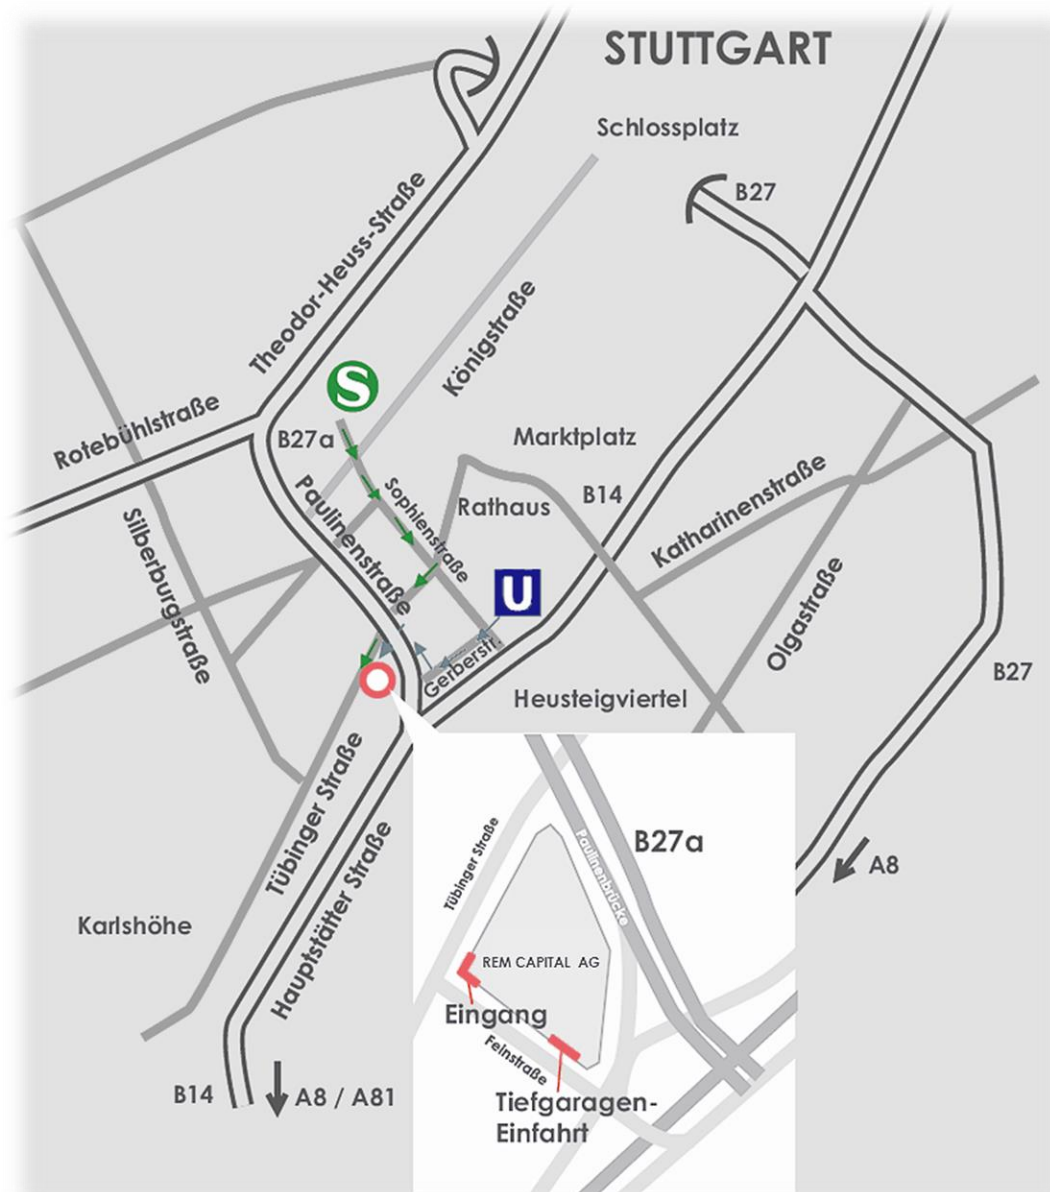 STUTTGART
Schlossplatz
B27
Theodor-Heuss-Straße
Königstraße
S
Rotebühlstraße
B27a
Marktplatz
Sophienstraße
Paulinenstraße
Rathaus
B14
Katharinenstraße
Silberburgstraße
U
Olgastraße
Gerberstr.
Heusteigviertel
B27
Tübinger Straße
Hauptstätter Straße
Karlshöhe
B14
A8 / A81
A8
Tübinger Straße
Paulinenbrücke
B27a
REM CAPITAL AG
Eingang
Feinstraße
Tiefgaragen-
Einfahrt